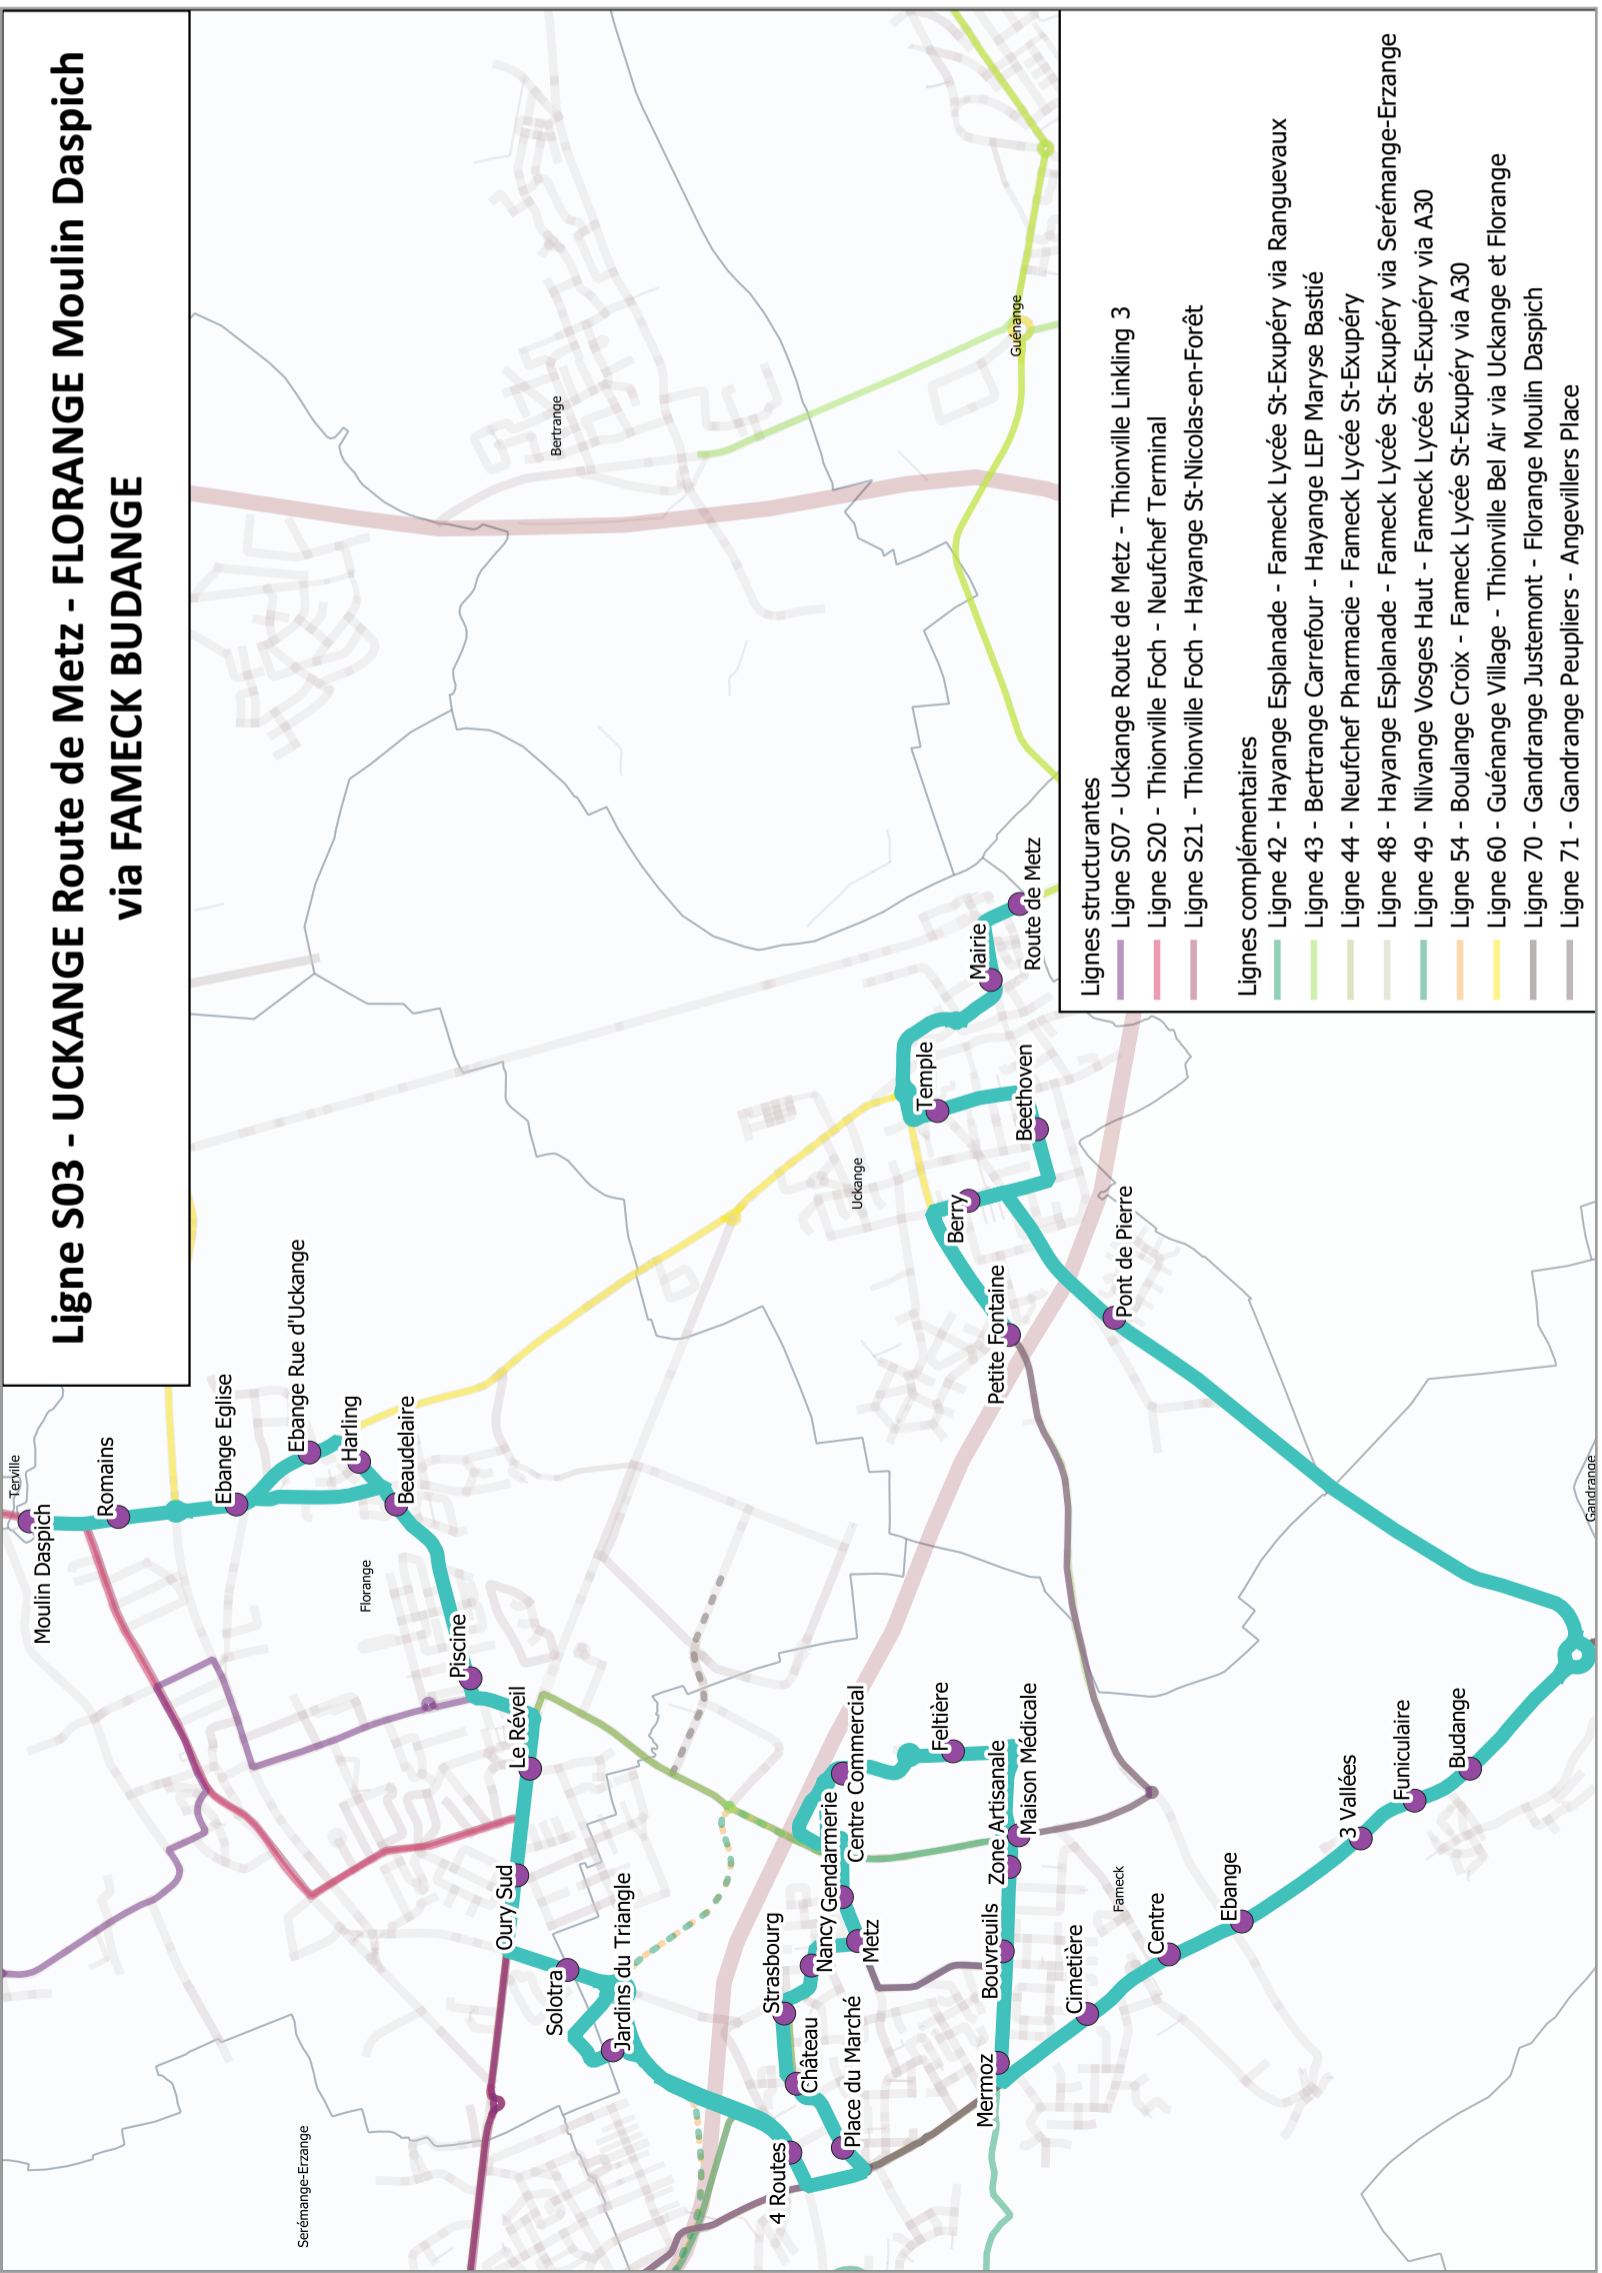 Ligne S03 - UCKANGE Route de Metz - FLORANGE Moulin Daspich
via FAMECK BUDANGE
Terville
Moulin Daspich
Romains
Ebange Eglise
Ebange Rue d'Uckange
Harling
Beaudelaire
Florange
Piscine
Le Réveil
Oury Sud
Solotra
Jardins du Triangle
Serémange-Erzange
4 Routes
Place du Marché
Château
Strasbourg
Nancy
Metz
Gendarmerie
Centre Commercial
Feltière
Maison Médicale
Zone Artisanale
Bouvreuils
Mermoz
Cimetière
Fameck
Centre
Ebange
3 Vallées
Funiculaire
Budange
Gandrange
Pont de Pierre
Petite Fontaine
Berry
Beethoven
Temple
Uckange
Mairie
Route de Metz
Bertrange
Guénange
Lignes structurantes
Ligne S07 - Uckange Route de Metz - Thionville Linkling 3
Ligne S20 - Thionville Foch - Neufchef Terminal
Ligne S21 - Thionville Foch - Hayange St-Nicolas-en-Forêt
Lignes complémentaires
Ligne 42 - Hayange Esplanade - Fameck Lycée St-Exupéry via Ranguevaux
Ligne 43 - Bertrange Carrefour - Hayange LEP Maryse Bastié
Ligne 44 - Neufchef Pharmacie - Fameck Lycée St-Exupéry
Ligne 48 - Hayange Esplanade - Fameck Lycée St-Exupéry via Serémange-Erzange
Ligne 49 - Nilvange Vosges Haut - Fameck Lycée St-Exupéry via A30
Ligne 54 - Boulange Croix - Fameck Lycée St-Exupéry via A30
Ligne 60 - Guénange Village - Thionville Bel Air via Uckange et Florange
Ligne 70 - Gandrange Justemont - Florange Moulin Daspich
Ligne 71 - Gandrange Peupliers - Angevillers Place